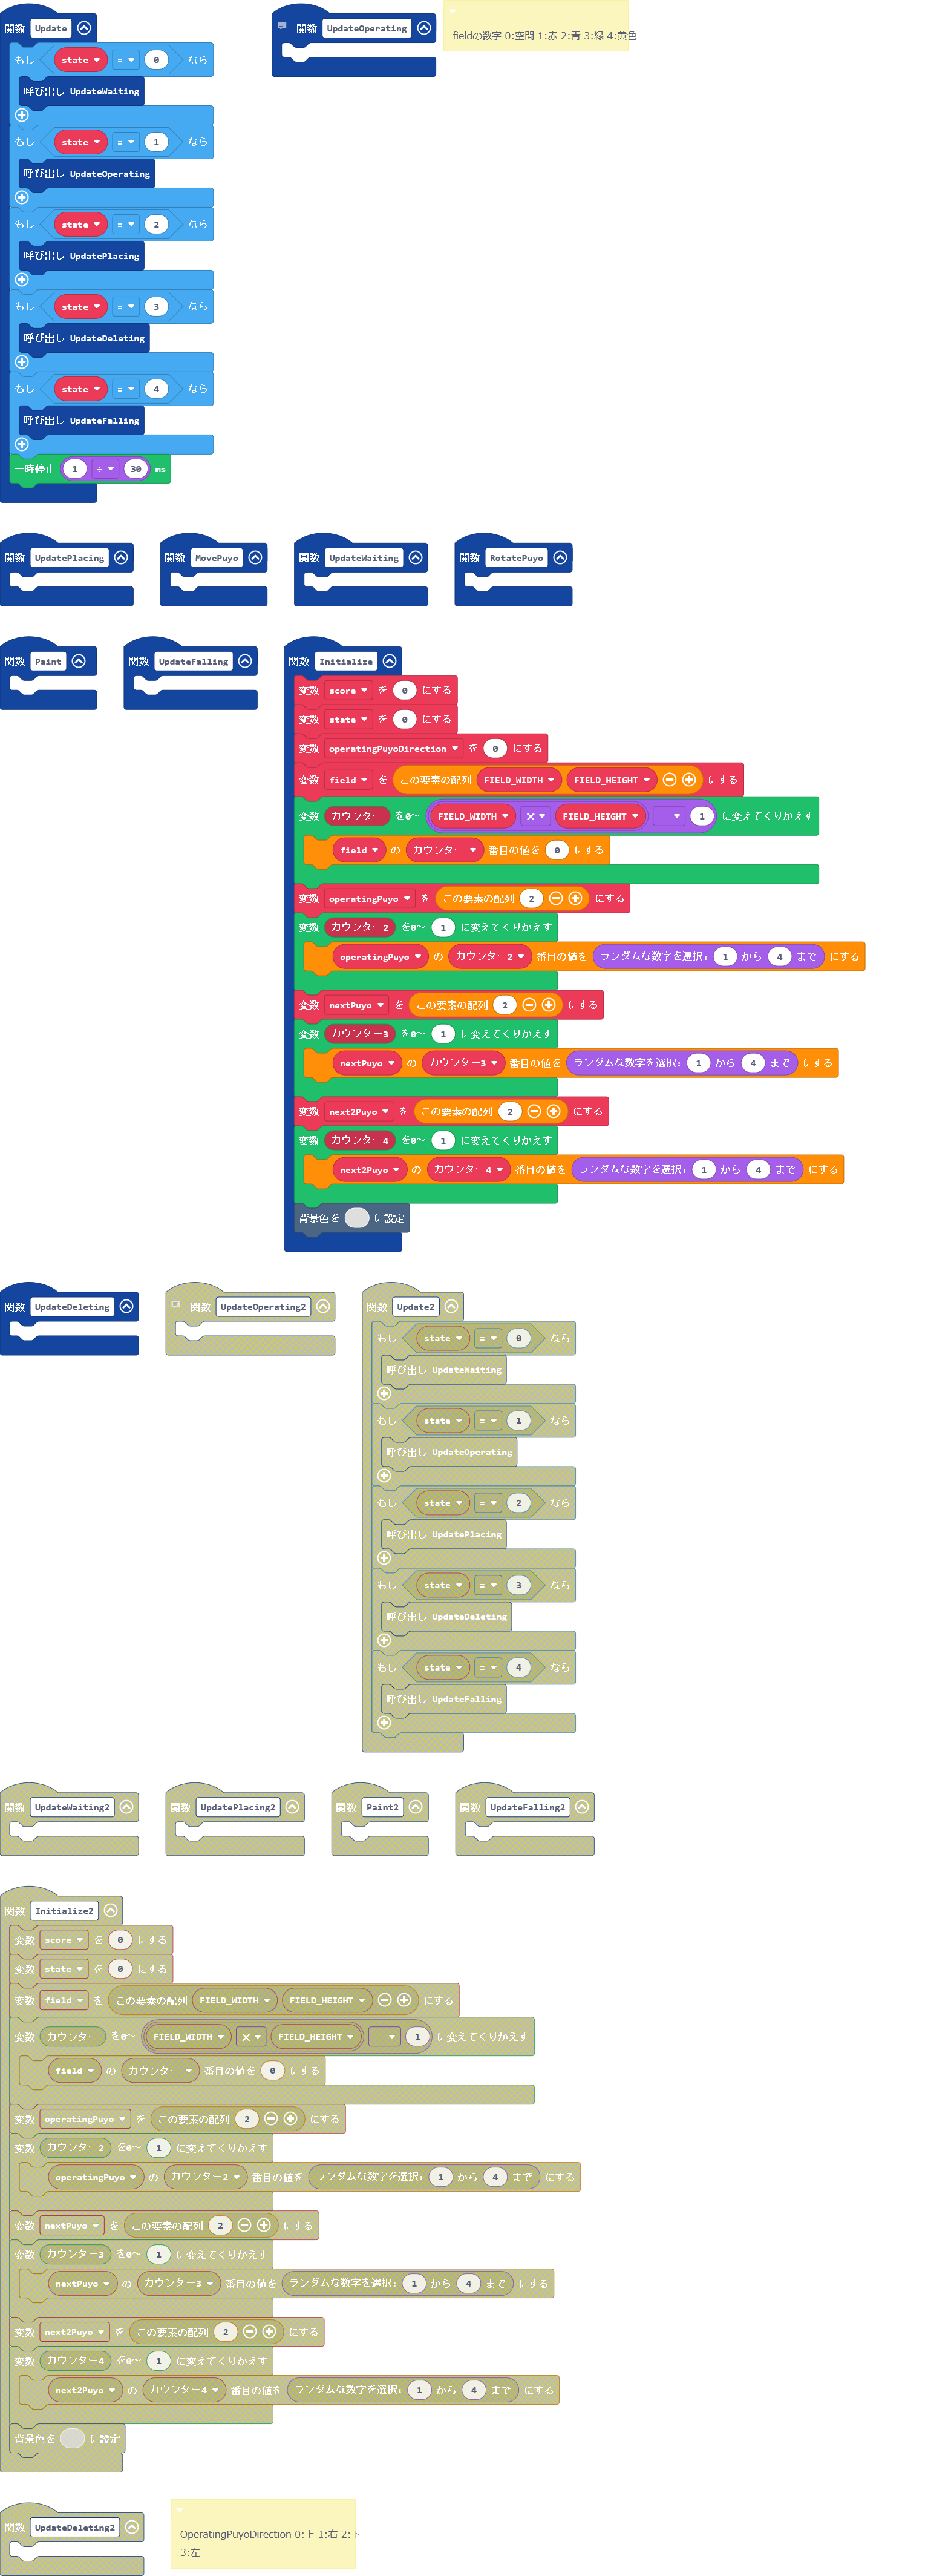 関数 Update
もし state = 0 なら
呼び出し UpdateWaiting
もし state = 1 なら
呼び出し UpdateOperating
もし state = 2 なら
呼び出し UpdatePlacing
もし state = 3 なら
呼び出し UpdateDeleting
もし state = 4 なら
呼び出し UpdateFalling
一時停止 1 ÷ 30 ms
関数 UpdateOperating
fieldの数字 0:空間 1:赤 2:青 3:緑 4:黄色
関数 UpdatePlacing
関数 MovePuyo
関数 UpdateWaiting
関数 RotatePuyo
関数 Paint
関数 UpdateFalling
関数 Initialize
変数 score を 0 にする
変数 state を 0 にする
変数 operatingPuyoDirection を 0 にする
変数 field を この要素の配列 FIELD_WIDTH FIELD_HEIGHT にする
変数 カウンター を0～ FIELD_WIDTH × FIELD_HEIGHT - 1 に変えてくりかえす
field の カウンター 番目の値を 0 にする
変数 operatingPuyo を この要素の配列 2 にする
変数 カウンター2 を0～ 1 に変えてくりかえす
operatingPuyo の カウンター2 番目の値を ランダムな数字を選択: 1 から 4 まで にする
変数 nextPuyo を この要素の配列 2 にする
変数 カウンター3 を0～ 1 に変えてくりかえす
nextPuyo の カウンター3 番目の値を ランダムな数字を選択: 1 から 4 まで にする
変数 next2Puyo を この要素の配列 2 にする
変数 カウンター4 を0～ 1 に変えてくりかえす
next2Puyo の カウンター4 番目の値を ランダムな数字を選択: 1 から 4 まで にする
背景色を に設定
関数 UpdateDeleting
関数 UpdateOperating2
関数 Update2
もし state = 0 なら
呼び出し UpdateWaiting
もし state = 1 なら
呼び出し UpdateOperating
もし state = 2 なら
呼び出し UpdatePlacing
もし state = 3 なら
呼び出し UpdateDeleting
もし state = 4 なら
呼び出し UpdateFalling
関数 UpdateWaiting2
関数 UpdatePlacing2
関数 Paint2
関数 UpdateFalling2
関数 Initialize2
変数 score を 0 にする
変数 state を 0 にする
変数 field を この要素の配列 FIELD_WIDTH FIELD_HEIGHT にする
変数 カウンター を0～ FIELD_WIDTH × FIELD_HEIGHT - 1 に変えてくりかえす
field の カウンター 番目の値を 0 にする
変数 operatingPuyo を この要素の配列 2 にする
変数 カウンター2 を0～ 1 に変えてくりかえす
operatingPuyo の カウンター2 番目の値を ランダムな数字を選択: 1 から 4 まで にする
変数 nextPuyo を この要素の配列 2 にする
変数 カウンター3 を0～ 1 に変えてくりかえす
nextPuyo の カウンター3 番目の値を ランダムな数字を選択: 1 から 4 まで にする
変数 next2Puyo を この要素の配列 2 にする
変数 カウンター4 を0～ 1 に変えてくりかえす
next2Puyo の カウンター4 番目の値を ランダムな数字を選択: 1 から 4 まで にする
背景色を に設定
関数 UpdateDeleting2
OperatingPuyoDirection 0:上 1:右 2:下
3:左